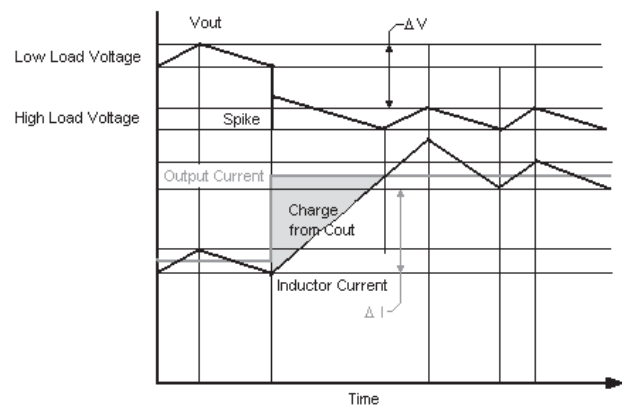 Vout
ΔV
Low Load Voltage
High Load Voltage
Spike
Output Current
Charge
from Cout
Inductor Current
Δ I
Time